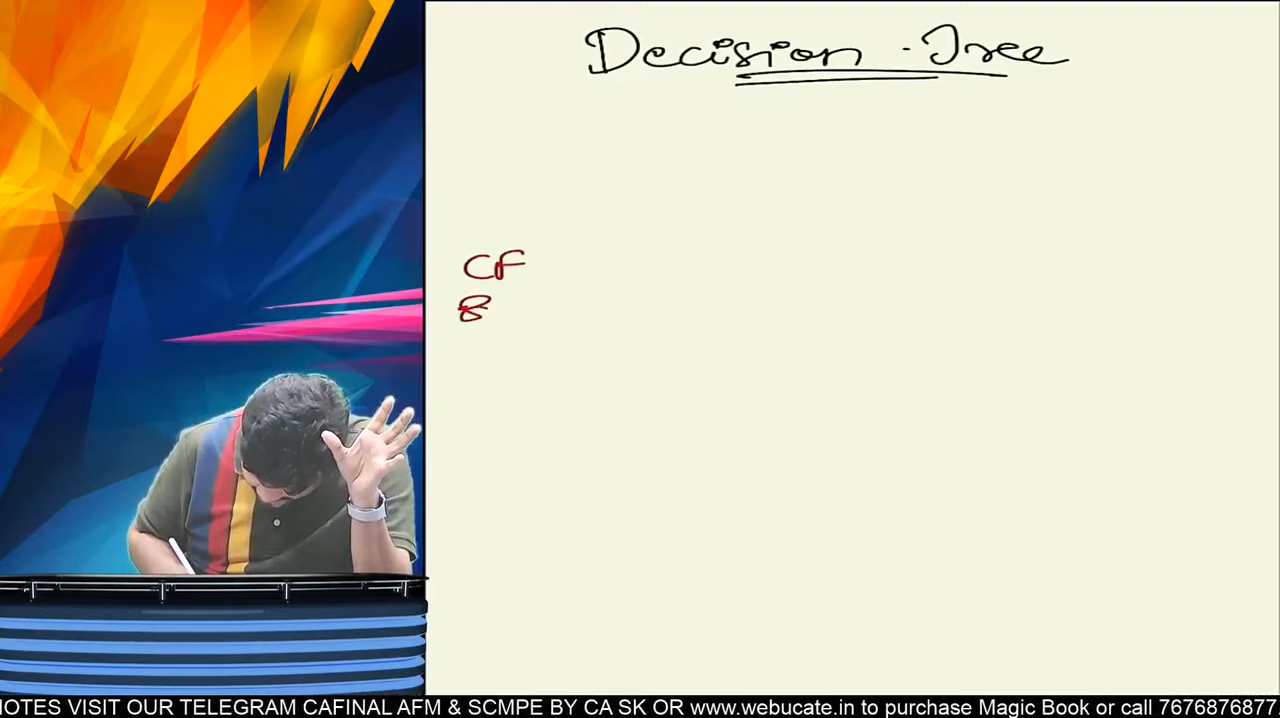 Decision Tree
CF
8
NOTES VISIT OUR TELEGRAM CAFINAL AFM & SCMPE BY CA SK OR www.webucate.in to purchase Magic Book or call 7676876877.